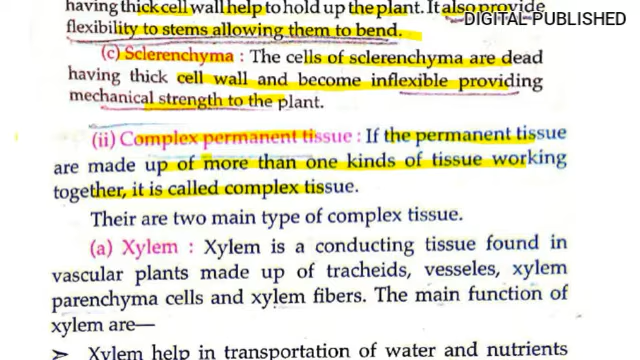 having thick cell wall help to hold up the plant. It also provide
DIGITAL PUBLISHED
flexibility to stems allowing them to bend.
(c) Sclerenchyma : The cells of sclerenchyma are dead
having thick cell wall and become inflexible providing
mechanical strength to the plant.
(ii) Complex permanent tissue : If the permanent tissue
are made up of more than one kinds of tissue working
together, it is called complex tissue.
Their are two main type of complex tissue.
(a) Xylem : Xylem is a conducting tissue found in
vascular plants made up of tracheids, vesseles, xylem
parenchyma cells and xylem fibers. The main function of
xylem are—
➢ Xylem help in transportation of water and nutrients